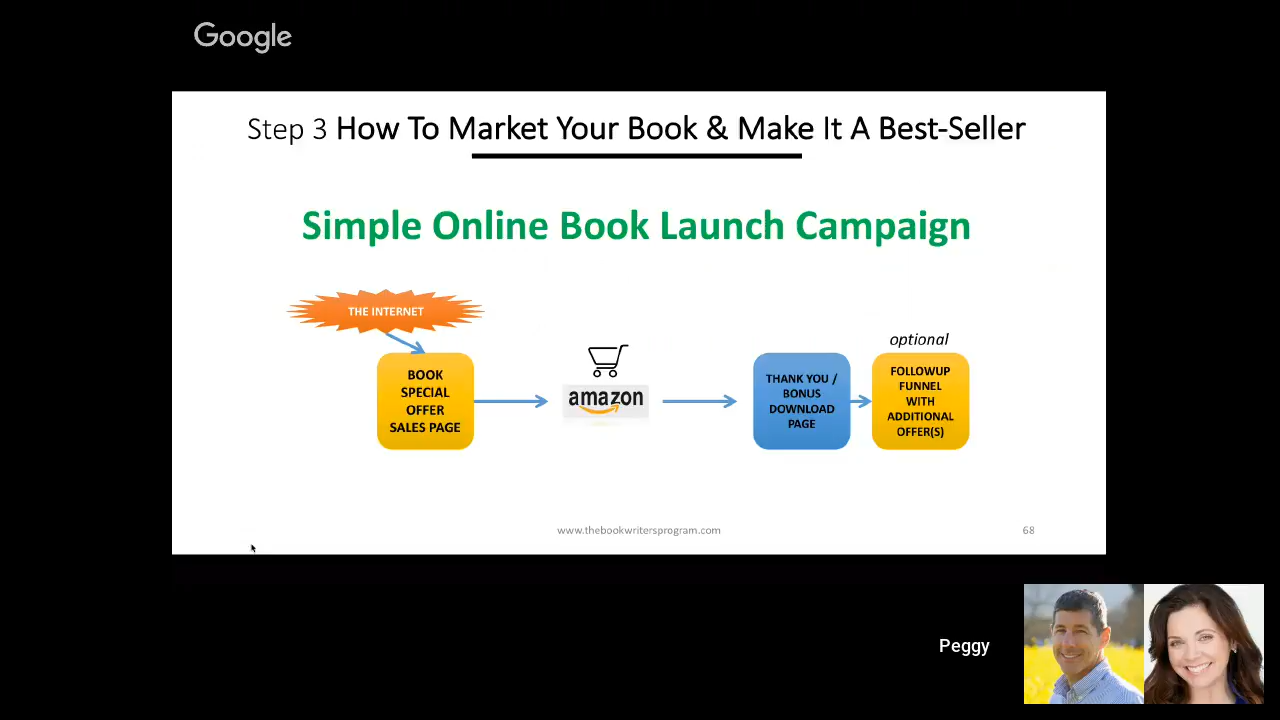 Google
Step 3 How To Market Your Book & Make It A Best-Seller
Simple Online Book Launch Campaign
THE INTERNET
BOOK
SPECIAL
OFFER
SALES PAGE
amazon
THANK YOU /
BONUS
DOWNLOAD
PAGE
optional
FOLLOWUP
FUNNEL
WITH
ADDITIONAL
OFFER(S)
www.thebookwritersprogram.com
68
Peggy